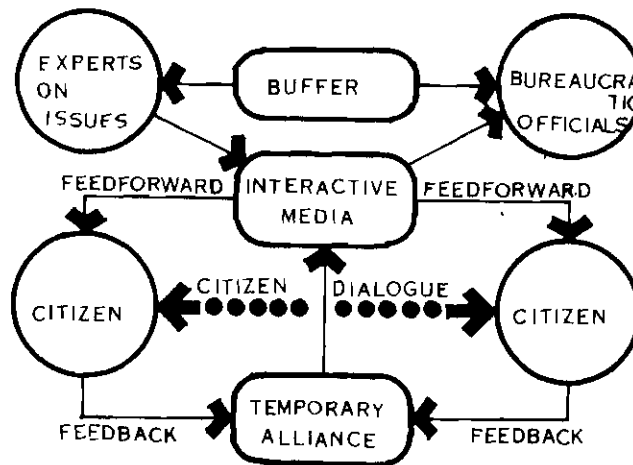 EXPERTS
ON
ISSUES
BUFFER
BUREAUCRA
TIC
OFFICIALS
FEEDFORWARD
INTERACTIVE
MEDIA
FEEDFORWARD
CITIZEN
CITIZEN
DIALOGUE
CITIZEN
TEMPORARY
ALLIANCE
FEEDBACK
FEEDBACK